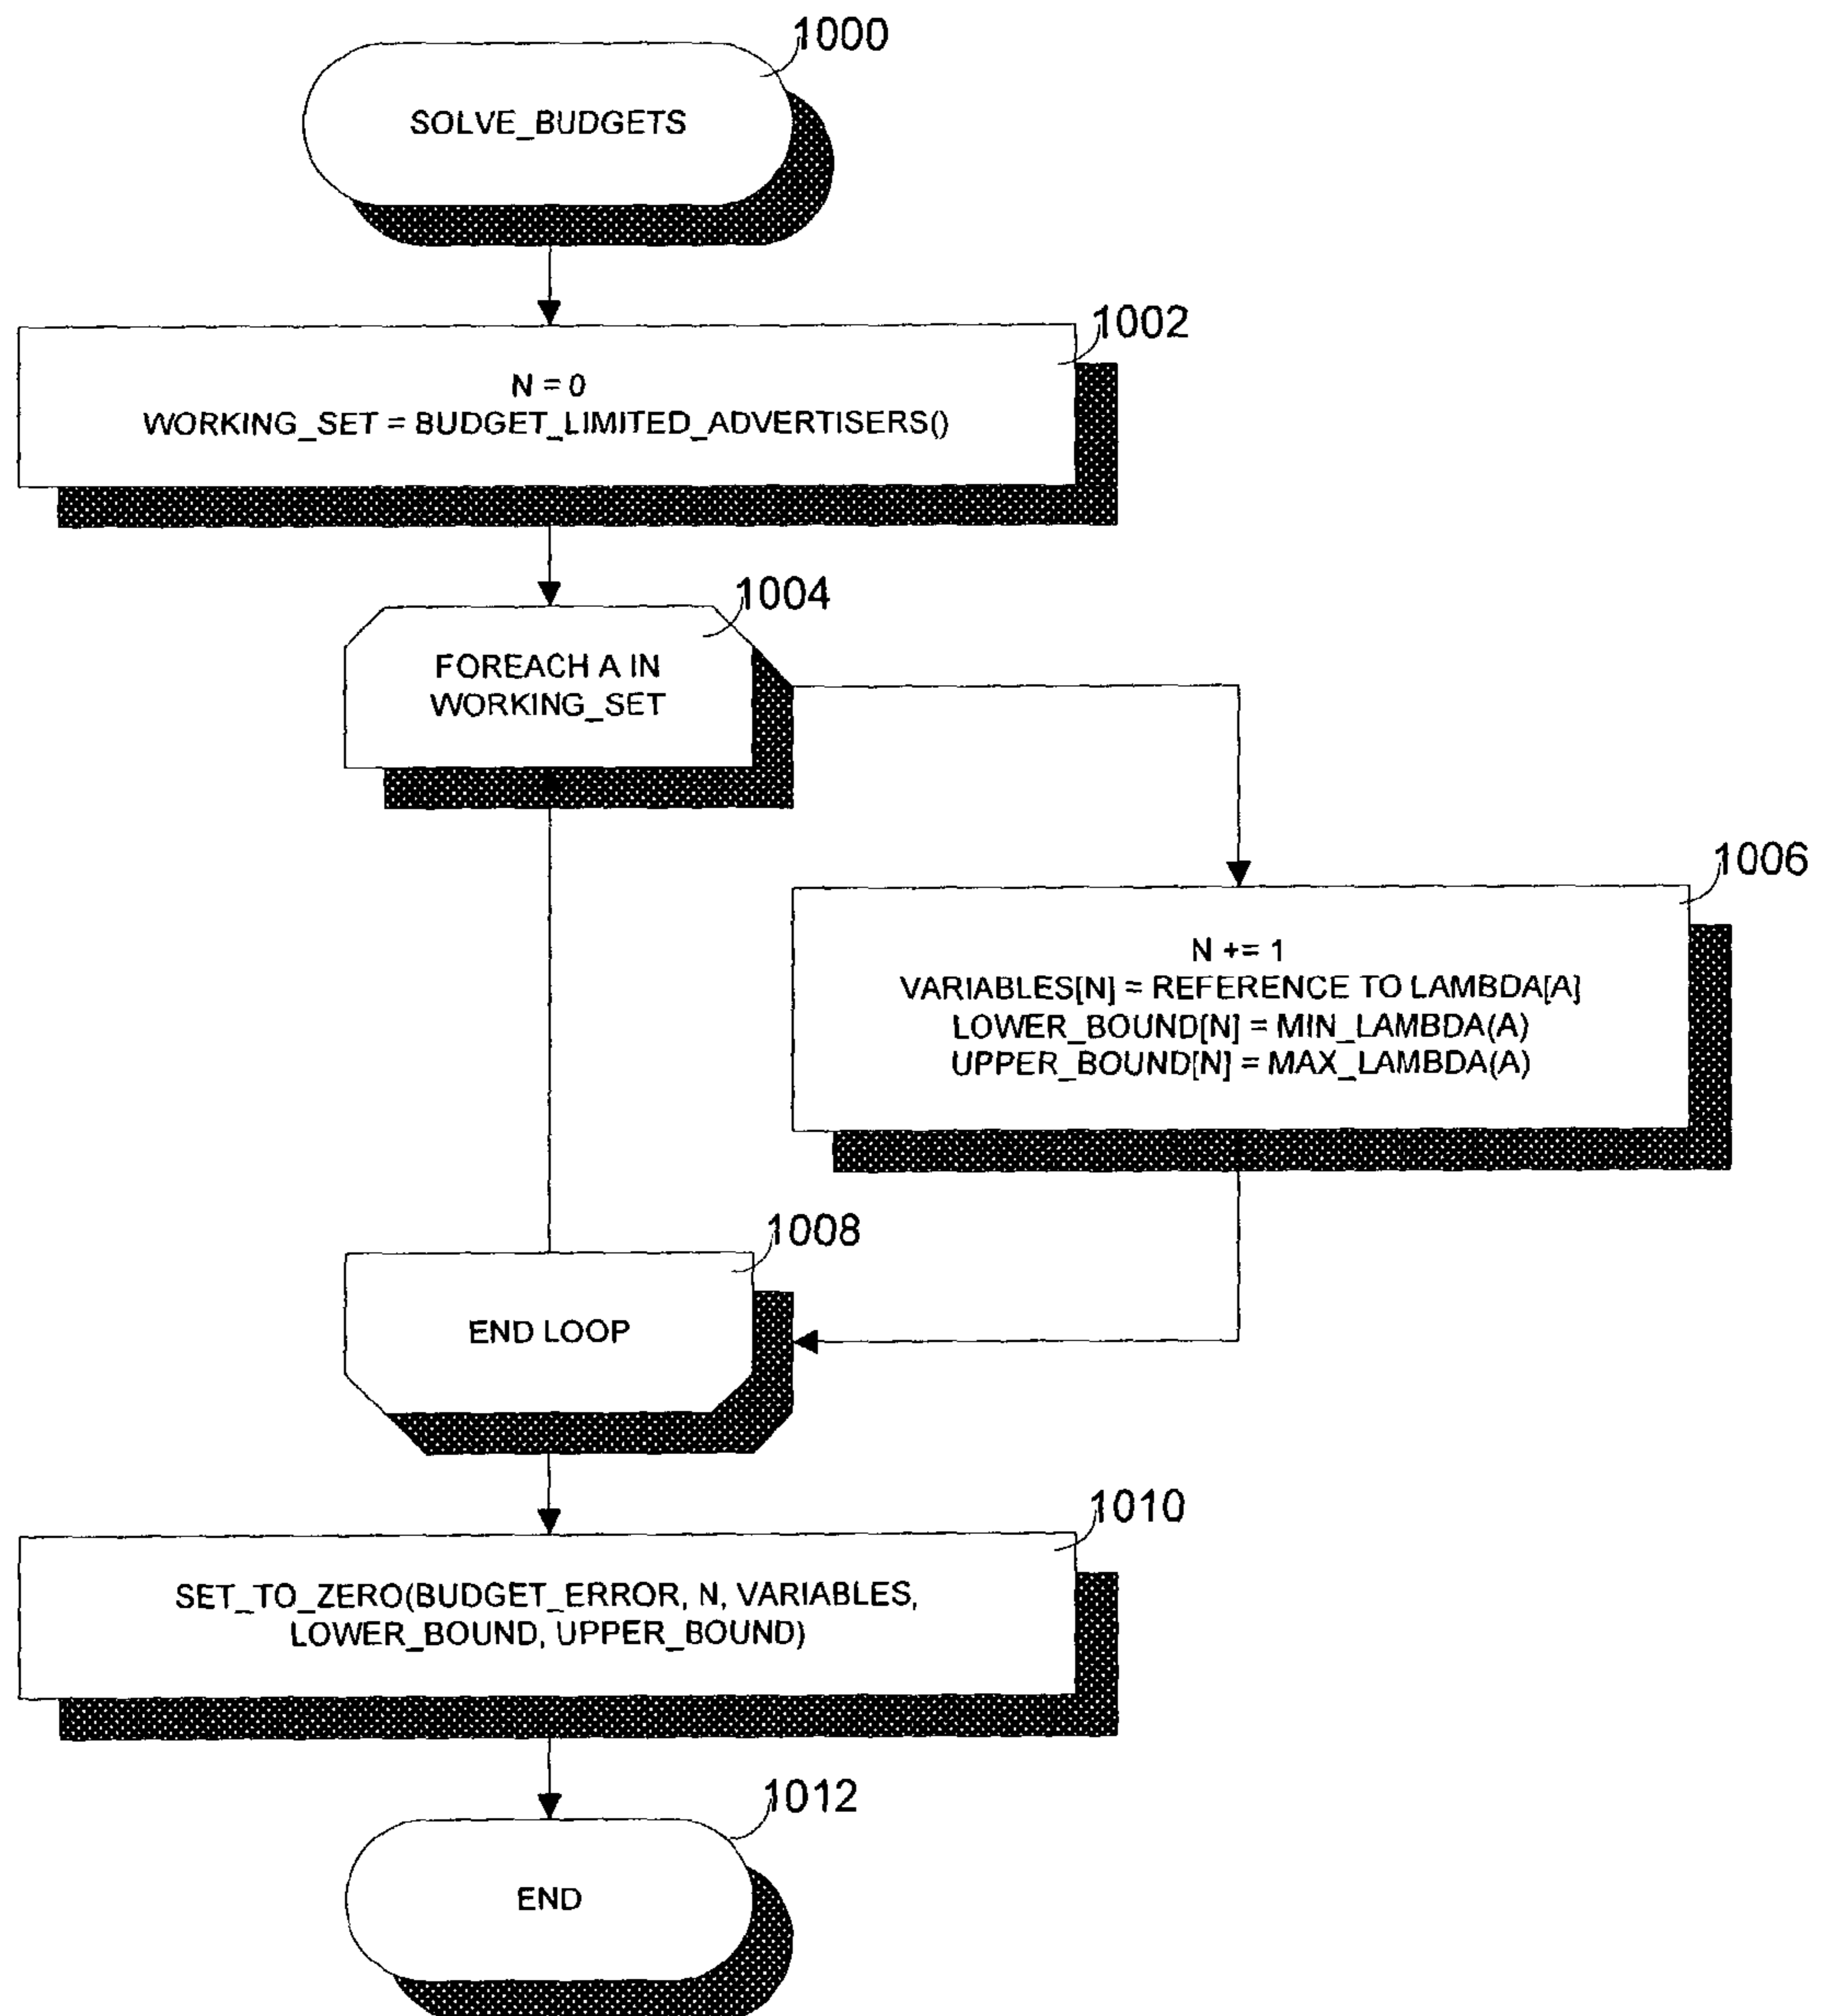 1000
SOLVE_BUDGETS
1002
N = 0
WORKING_SET = BUDGET_LIMITED_ADVERTISERS()
1004
FOREACH A IN
WORKING_SET
1006
N += 1
VARIABLES[N] = REFERENCE TO LAMBDA[A]
LOWER_BOUND[N] = MIN_LAMBDA(A)
UPPER_BOUND[N] = MAX_LAMBDA(A)
1008
END LOOP
1010
SET_TO_ZERO(BUDGET_ERROR, N, VARIABLES,
LOWER_BOUND, UPPER_BOUND)
1012
END